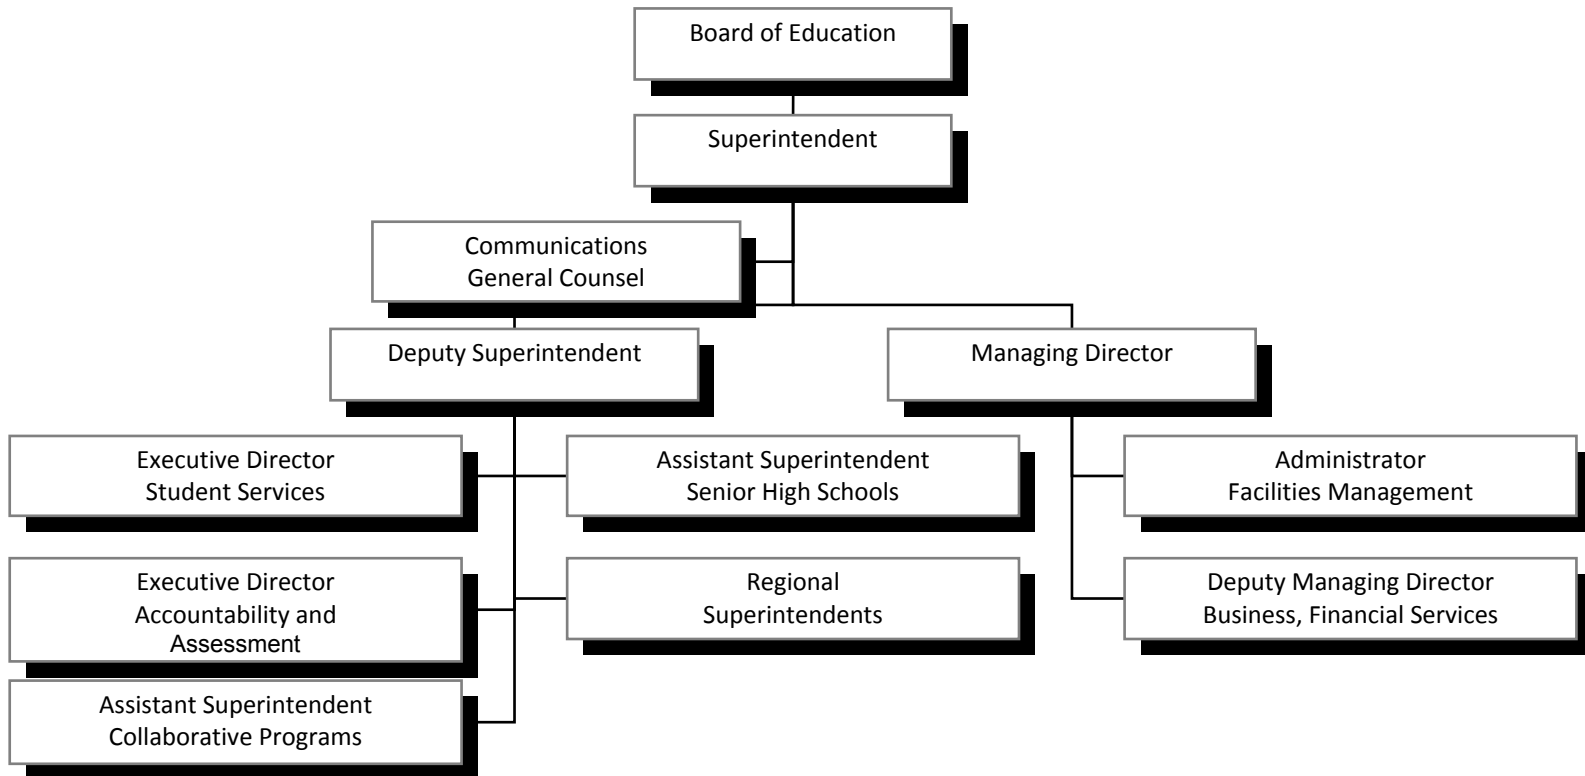 Board of Education
Superintendent
Communications
General Counsel
Deputy Superintendent
Managing Director
Executive Director
Student Services
Assistant Superintendent
Senior High Schools
Administrator
Facilities Management
Executive Director
Accountability and
Assessment
Regional
Superintendents
Deputy Managing Director
Business, Financial Services
Assistant Superintendent
Collaborative Programs